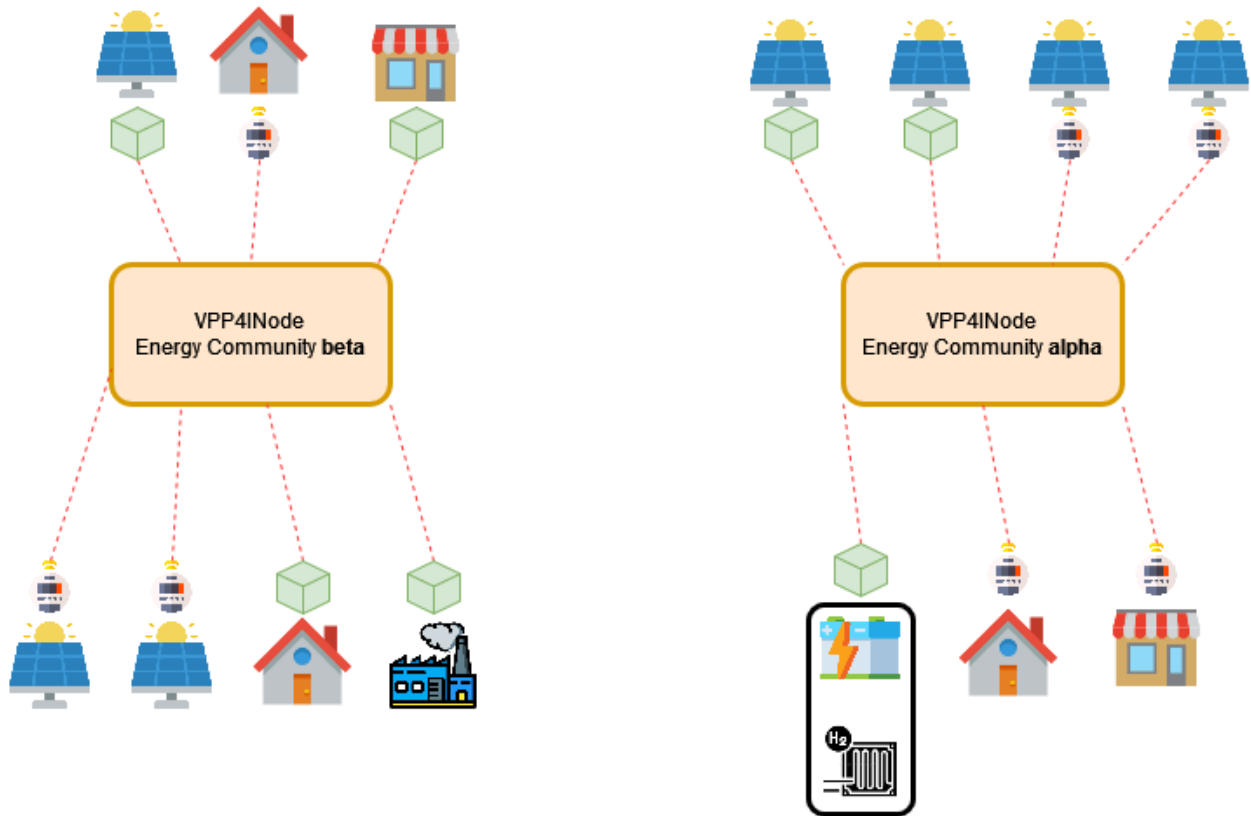 VPP4INode
Energy Community beta
VPP4INode
Energy Community alpha
H2